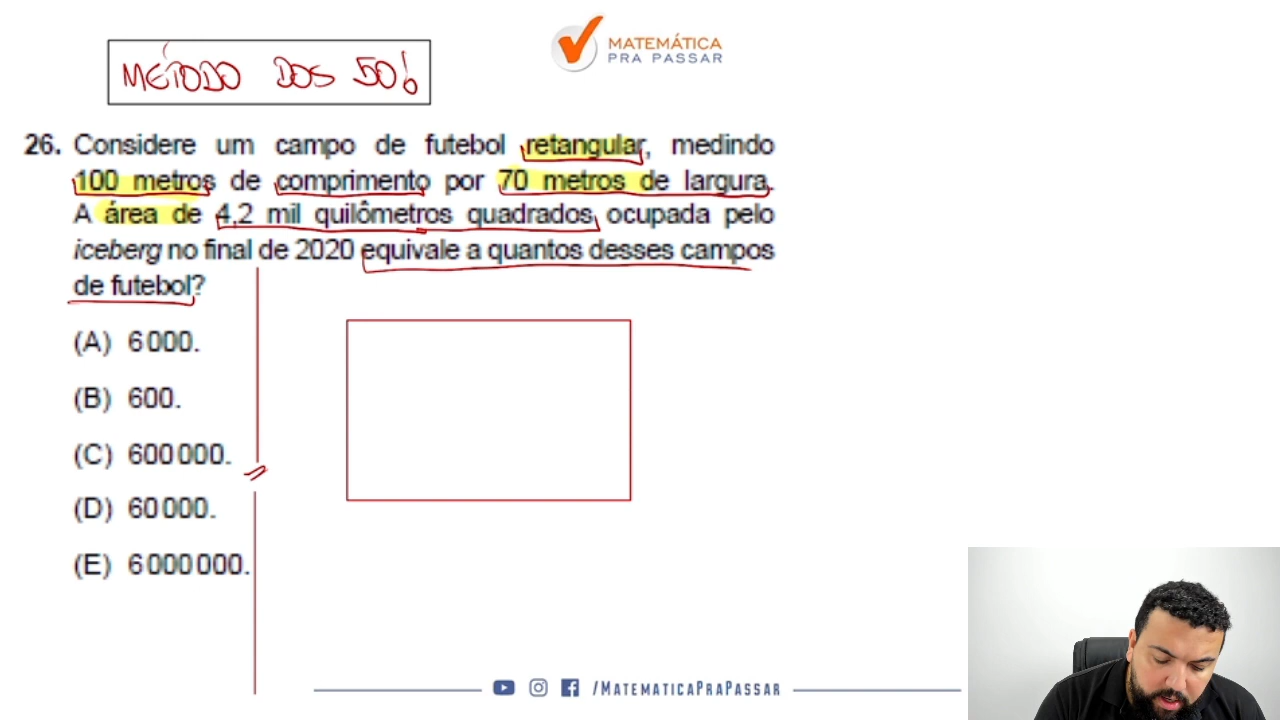 MATEMÁTICA
PRA PASSAR
MÉTODO DOS 50!
26. Considere um campo de futebol retangular, medindo
100 metros de comprimento por 70 metros de largura.
A área de 4,2 mil quilômetros quadrados ocupada pelo
iceberg no final de 2020 equivale a quantos desses campos
de futebol?
(A) 6 000.
(B) 600.
(C) 600 000.
(D) 60 000.
(E) 6 000 000.
/MATEMATICAPRAPASSAR